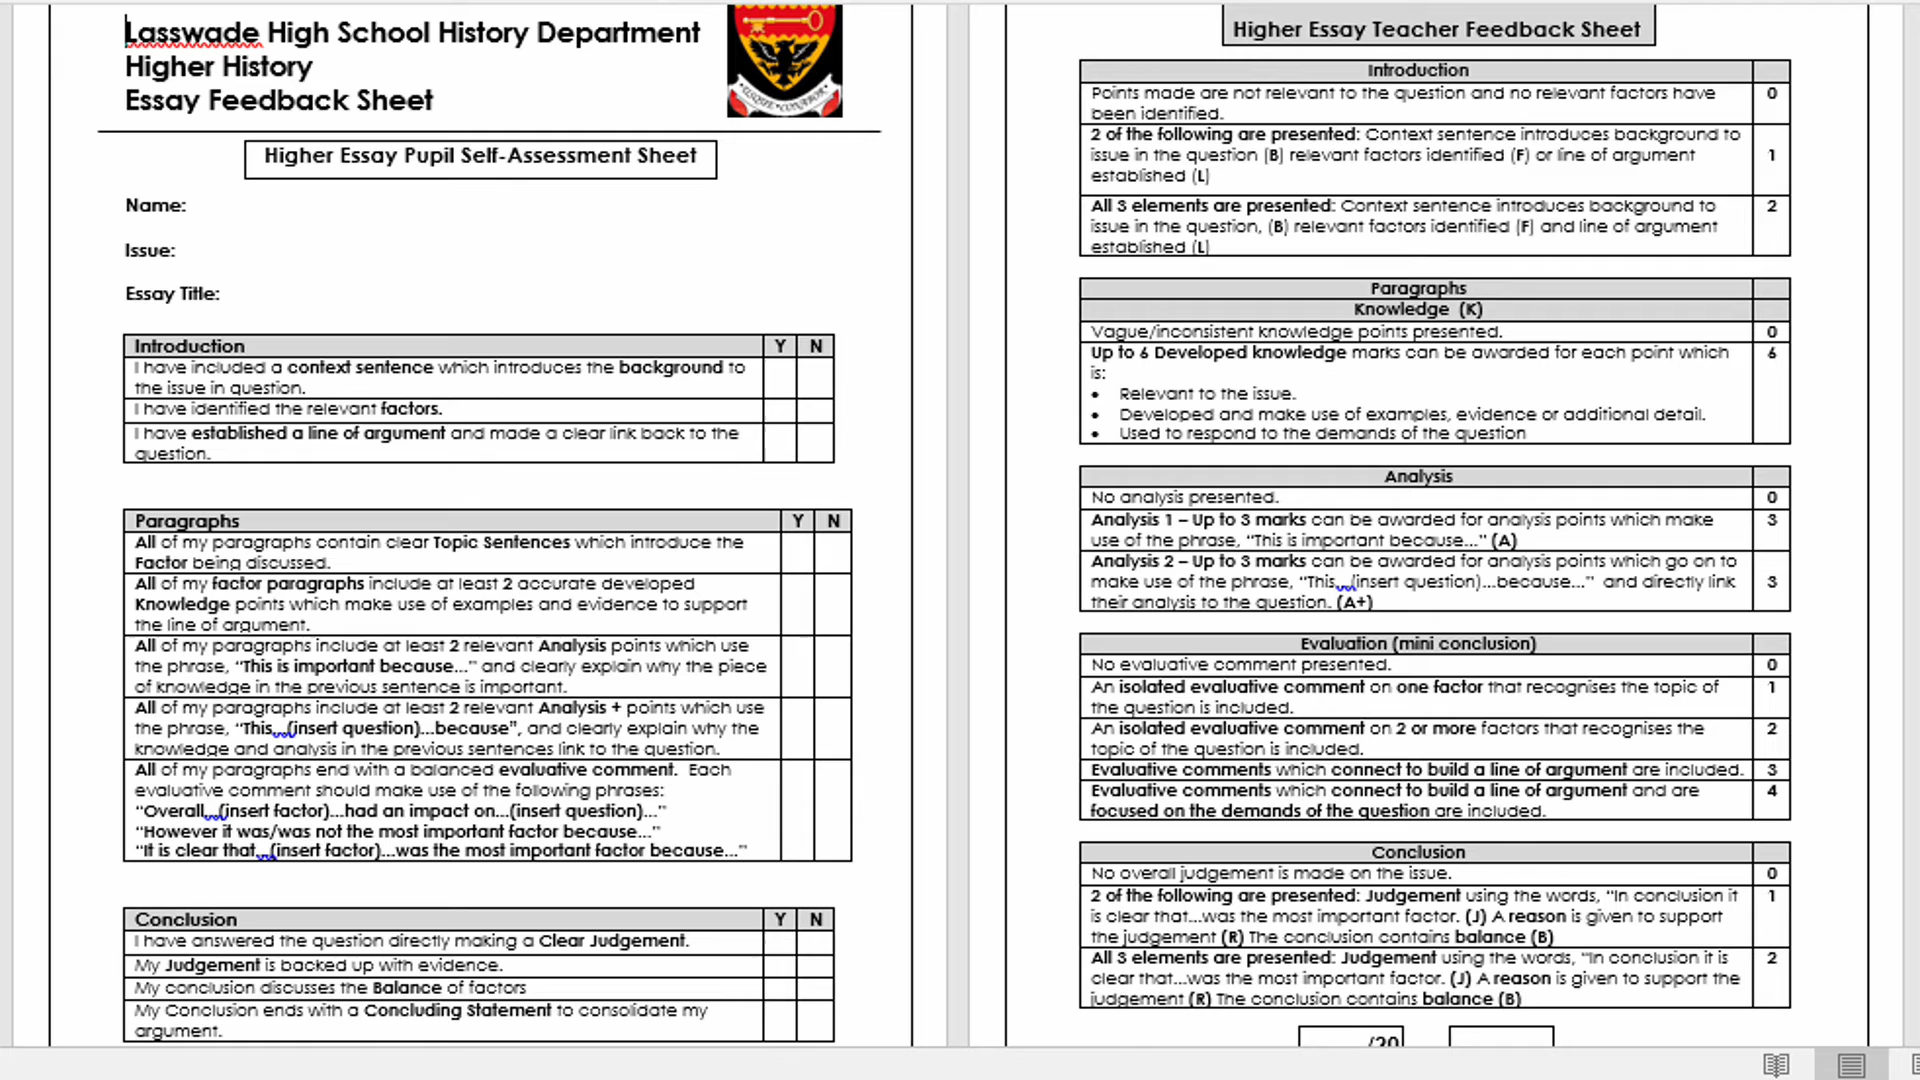 Lasswade High School History Department
Higher History
Essay Feedback Sheet
Higher Essay Pupil Self-Assessment Sheet
Name:
Issue:
Essay Title:
Introduction Y N
I have included a context sentence which introduces the background to
the issue in question.
I have identified the relevant factors.
I have established a line of argument and made a clear link back to the
question.
Paragraphs Y N
All of my paragraphs contain clear Topic Sentences which introduce the
Factor being discussed.
All of my factor paragraphs include at least 2 accurate developed
Knowledge points which make use of examples and evidence to support
the line of argument.
All of my paragraphs include at least 2 relevant Analysis points which use
the phrase, “This is important because...” and clearly explain why the piece
of knowledge in the previous sentence is important.
All of my paragraphs include at least 2 relevant Analysis + points which use
the phrase, “This...(insert question)...because”, and clearly explain why the
knowledge and analysis in the previous sentences link to the question.
All of my paragraphs end with a balanced evaluative comment. Each
evaluative comment should make use of the following phrases:
“Overall...(insert factor)...had an impact on...(insert question)...”
“However it was/was not the most important factor because...”
“It is clear that...(insert factor)...was the most important factor because...”
Conclusion Y N
I have answered the question directly making a Clear Judgement.
My Judgement is backed up with evidence.
My conclusion discusses the Balance of factors
My Conclusion ends with a Concluding Statement to consolidate my
argument.
Higher Essay Teacher Feedback Sheet
Introduction
Points made are not relevant to the question and no relevant factors have 0
been identified.
2 of the following are presented: Context sentence introduces background to
issue in the question (B) relevant factors identified (F) or line of argument 1
established (L)
All 3 elements are presented: Context sentence introduces background to 2
issue in the question, (B) relevant factors identified (F) and line of argument
established (L)
Paragraphs
Knowledge (K)
Vague/inconsistent knowledge points presented. 0
Up to 6 Developed knowledge marks can be awarded for each point which 6
is:
• Relevant to the issue.
• Developed and make use of examples, evidence or additional detail.
• Used to respond to the demands of the question
Analysis
No analysis presented. 0
Analysis 1 – Up to 3 marks can be awarded for analysis points which make 3
use of the phrase, “This is important because...” (A)
Analysis 2 – Up to 3 marks can be awarded for analysis points which go on to
make use of the phrase, “This...(insert question)...because...” and directly link 3
their analysis to the question. (A+)
Evaluation (mini conclusion)
No evaluative comment presented. 0
An isolated evaluative comment on one factor that recognises the topic of 1
the question is included.
An isolated evaluative comment on 2 or more factors that recognises the 2
topic of the question is included.
Evaluative comments which connect to build a line of argument are included. 3
Evaluative comments which connect to build a line of argument and are 4
focused on the demands of the question are included.
Conclusion
No overall judgement is made on the issue. 0
2 of the following are presented: Judgement using the words, “In conclusion it 1
is clear that...was the most important factor. (J) A reason is given to support
the judgement (R) The conclusion contains balance (B)
All 3 elements are presented: Judgement using the words, “In conclusion it is 2
clear that...was the most important factor. (J) A reason is given to support the
judgement (R) The conclusion contains balance (B)
/20